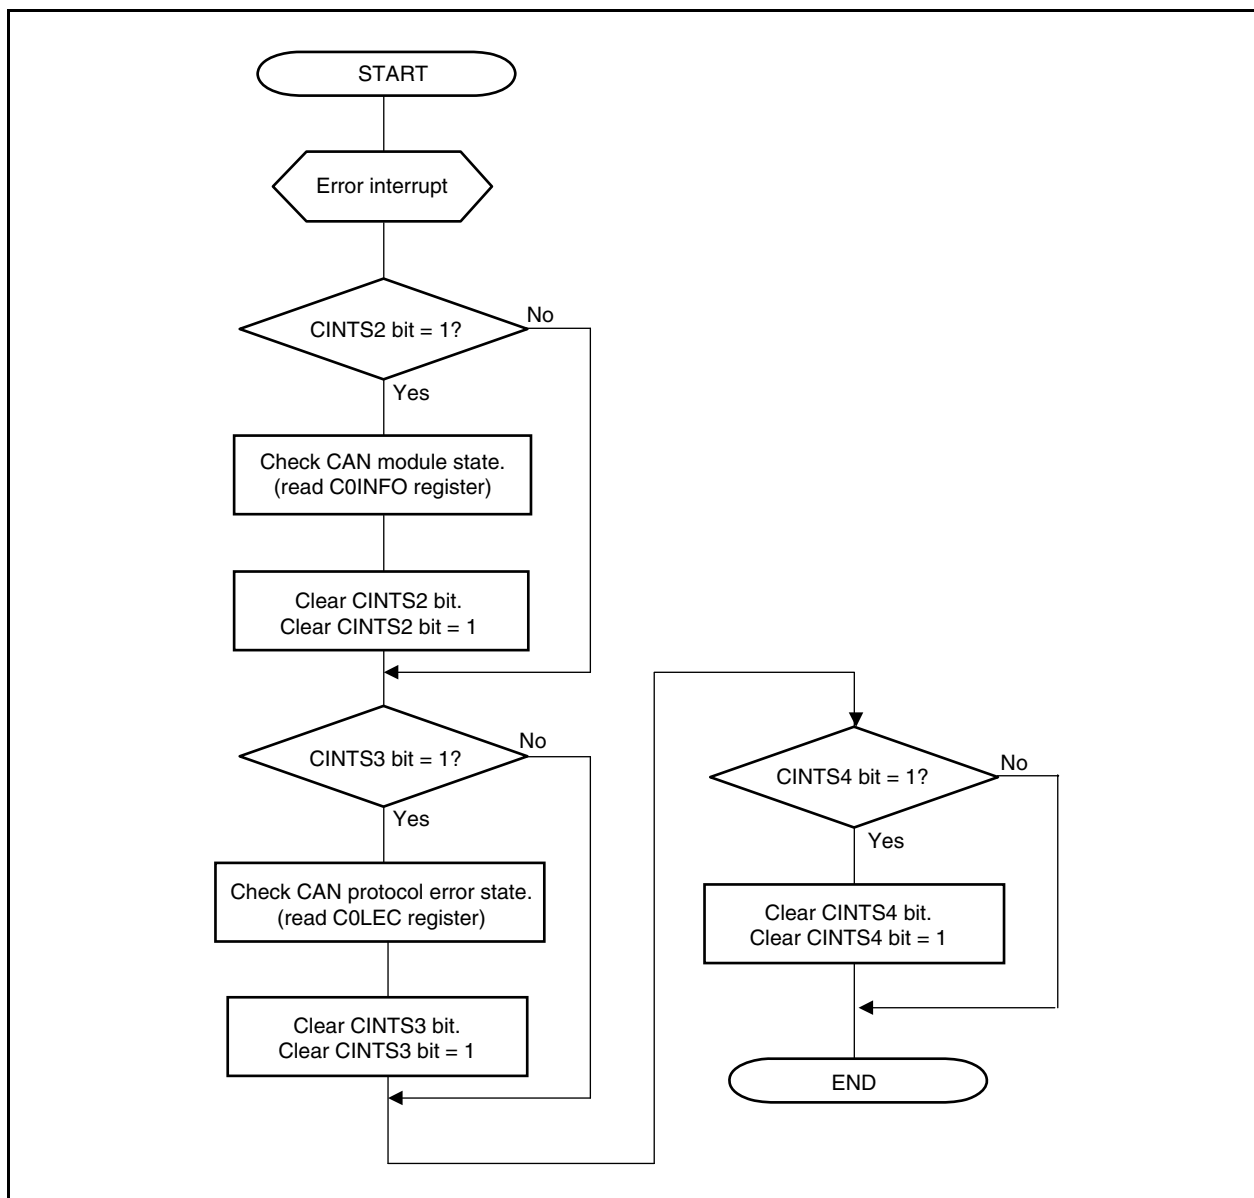 START
Error interrupt
CINTS2 bit = 1?
No
Yes
Check CAN module state.
(read C0INFO register)
Clear CINTS2 bit.
Clear CINTS2 bit = 1
CINTS3 bit = 1?
No
Yes
Check CAN protocol error state.
(read C0LEC register)
Clear CINTS3 bit.
Clear CINTS3 bit = 1
CINTS4 bit = 1?
No
Yes
Clear CINTS4 bit.
Clear CINTS4 bit = 1
END